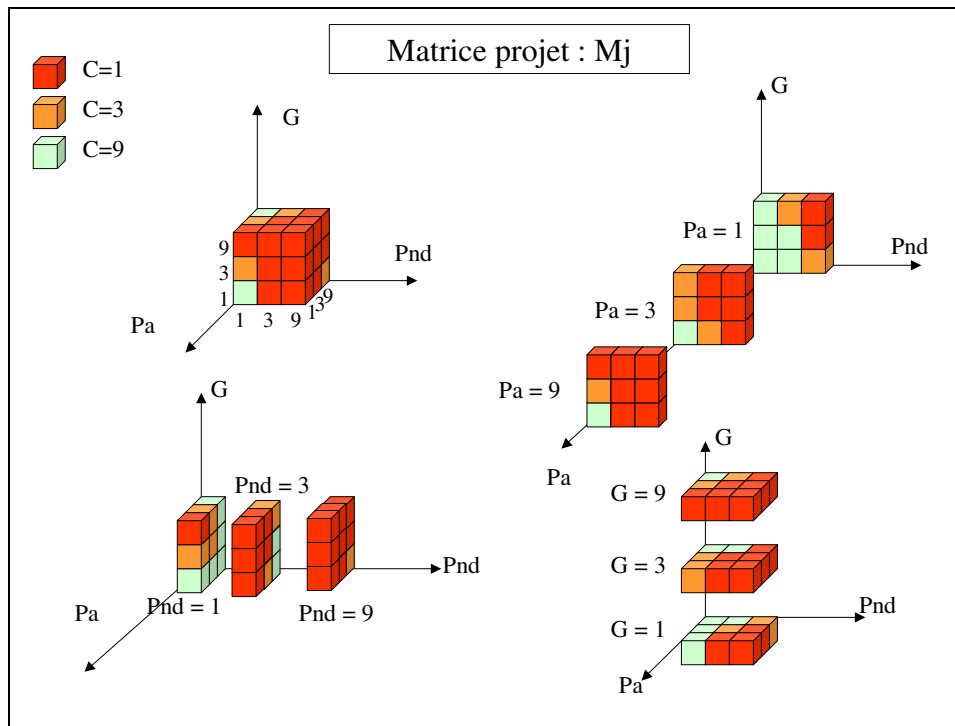 Matrice projet : Mj
C=1
C=3
C=9
G
9
3
1
1 3 9
1 3 9
Pnd
Pa
G
Pa = 1
Pnd
Pa = 3
Pa = 9
Pa
G
Pnd = 3
Pnd
Pnd = 1
Pnd = 9
Pa
G
G = 9
G = 3
Pnd
G = 1
Pa